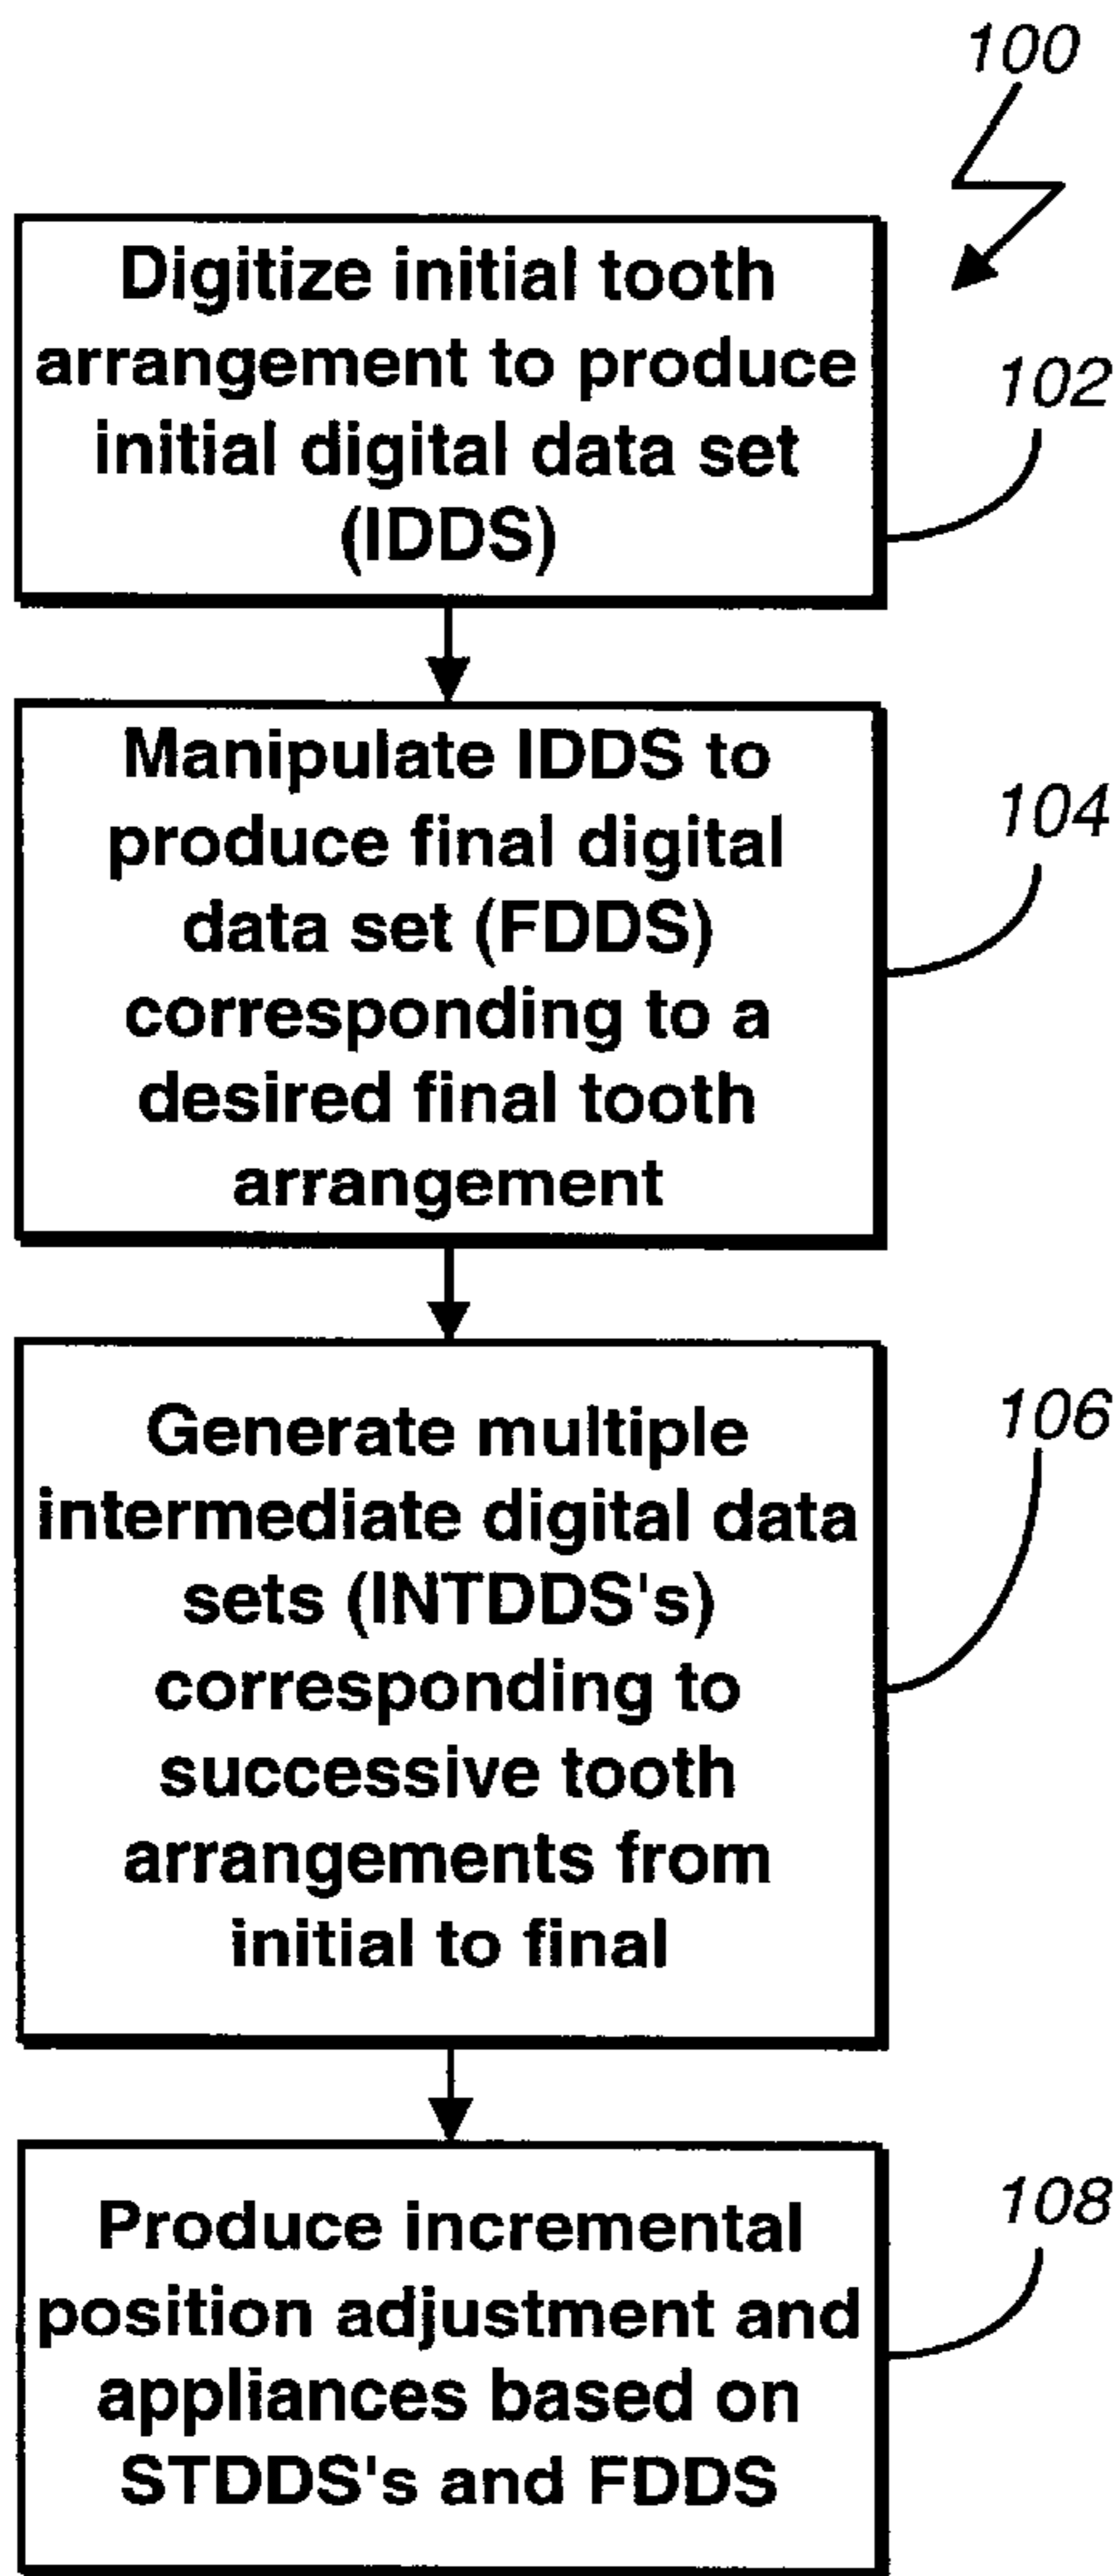 100
Digitize initial tooth
arrangement to produce
initial digital data set
(IDDS)
102
Manipulate IDDS to
produce final digital
data set (FDDS)
corresponding to a
desired final tooth
arrangement
104
Generate multiple
intermediate digital data
sets (INTDDS's)
corresponding to
successive tooth
arrangements from
initial to final
106
Produce incremental
position adjustment and
appliances based on
STDDS's and FDDS
108